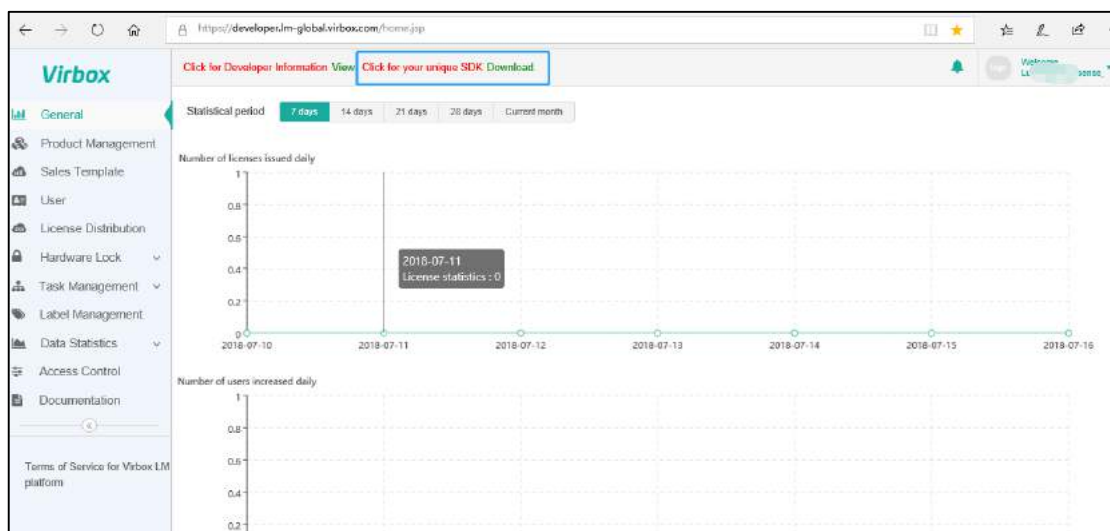 https://developer.lm-global.virbox.com/home.jsp
Virbox
Click for Developer Information View Click for your unique SDK Download
Welcome
General
Statistical period 7 days 14 days 21 days 28 days Current month
Product Management
Sales Template
User
License Distribution
Hardware Lock
Task Management
Label Management
Data Statistics
Access Control
Documentation
Terms of Service for Virbox LM
platform
Number of licenses issued daily
1
0.8
0.6
0.4
0.2
0
2018-07-11
License statistics : 0
2018-07-10 2018-07-11 2018-07-12 2018-07-13 2018-07-14 2018-07-15 2018-07-16
Number of users increased daily
1
0.8
0.6
0.4
0.2